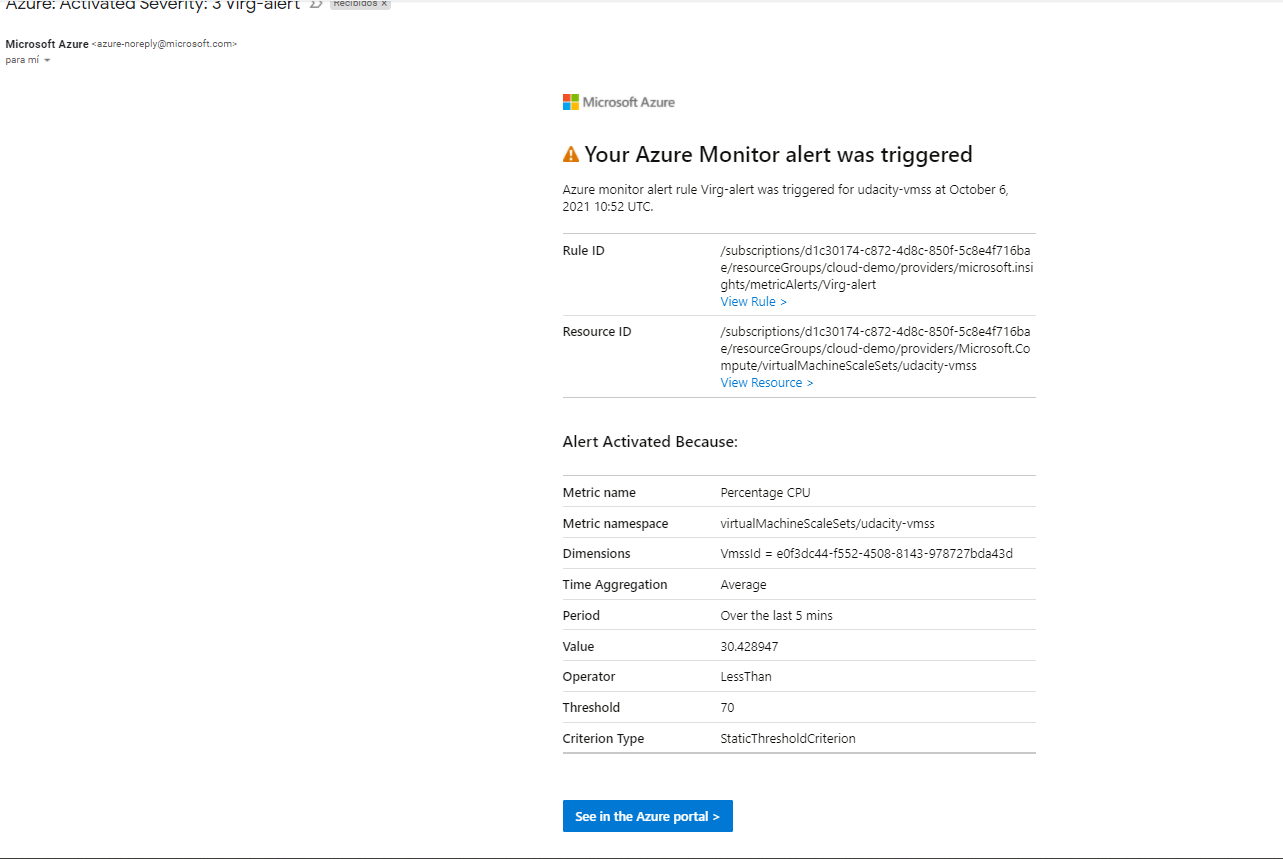 Azure: Activated Severity: 3 Virg-alert Recibidos x
Microsoft Azure <azure-noreply@microsoft.com>
para mí
Microsoft Azure
Your Azure Monitor alert was triggered
Azure monitor alert rule Virg-alert was triggered for udacity-vmss at October 6,
2021 10:52 UTC.
Rule ID /subscriptions/d1c30174-c872-4d8c-850f-5c8e4f716ba
e/resourceGroups/cloud-demo/providers/microsoft.insi
ghts/metricAlerts/Virg-alert
View Rule >
Resource ID /subscriptions/d1c30174-c872-4d8c-850f-5c8e4f716ba
e/resourceGroups/cloud-demo/providers/Microsoft.Co
mpute/virtualMachineScaleSets/udacity-vmss
View Resource >
Alert Activated Because:
Metric name Percentage CPU
Metric namespace virtualMachineScaleSets/udacity-vmss
Dimensions VmssId = e0f3dc44-f552-4508-8143-978727bda43d
Time Aggregation Average
Period Over the last 5 mins
Value 30.428947
Operator LessThan
Threshold 70
Criterion Type StaticThresholdCriterion
See in the Azure portal >